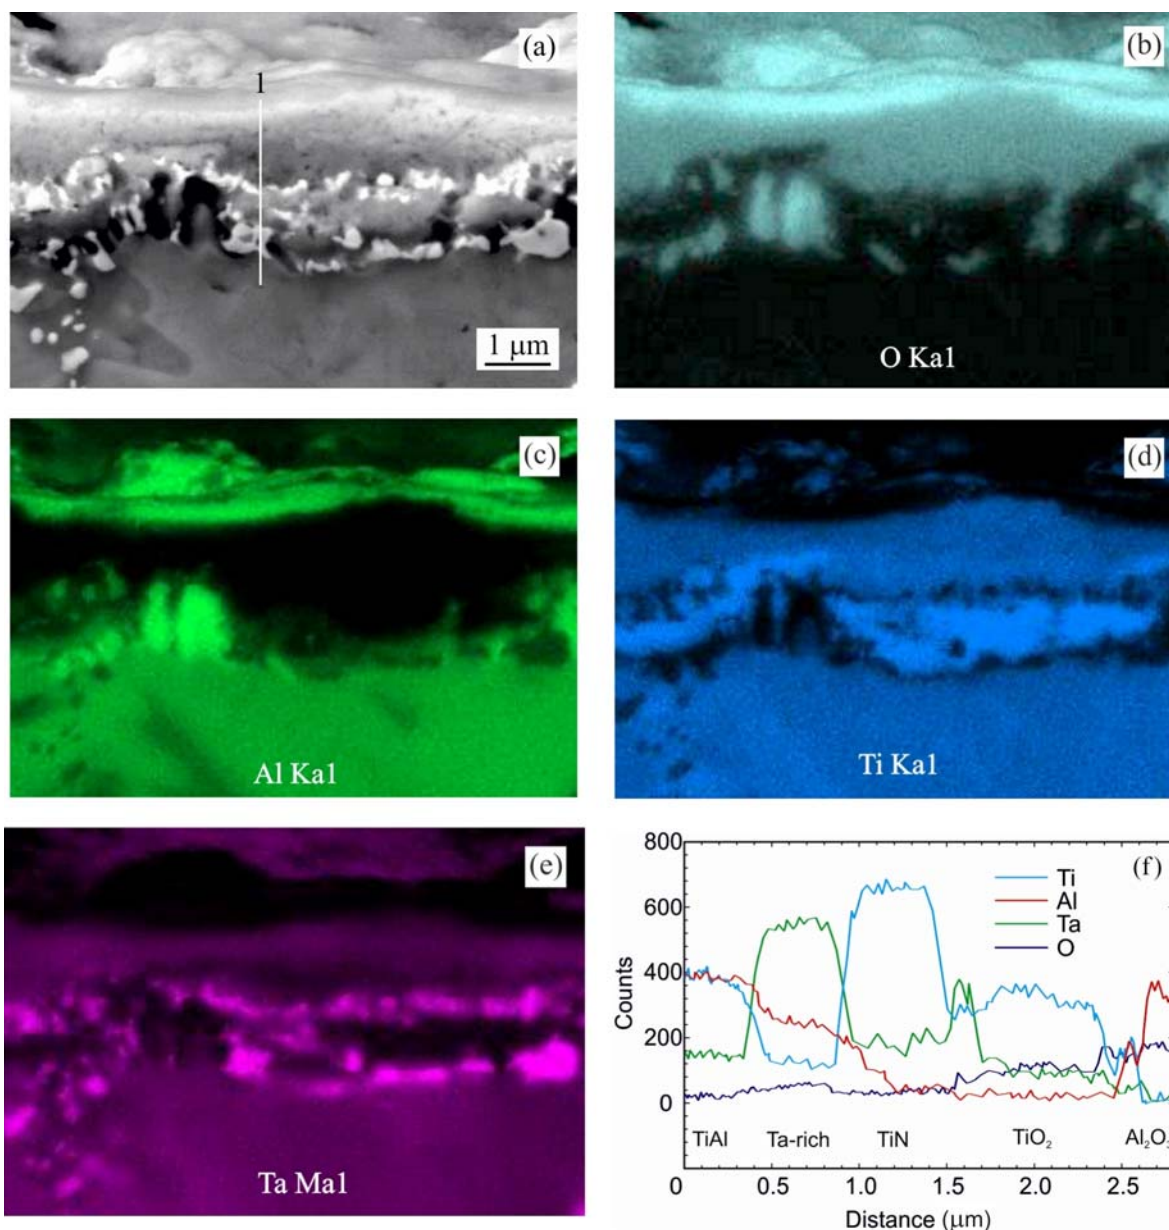 (a)
1
1 μm
(b)
O Ka1
(c)
Al Ka1
(d)
Ti Ka1
(e)
Ta Ma1
(f)
800
600
400
200
0
Counts
Ti
Al
Ta
O
TiAl
Ta-rich
TiN
TiO₂
Al₂O₃
0
0.5
1.0
1.5
2.0
2.5
Distance (μm)